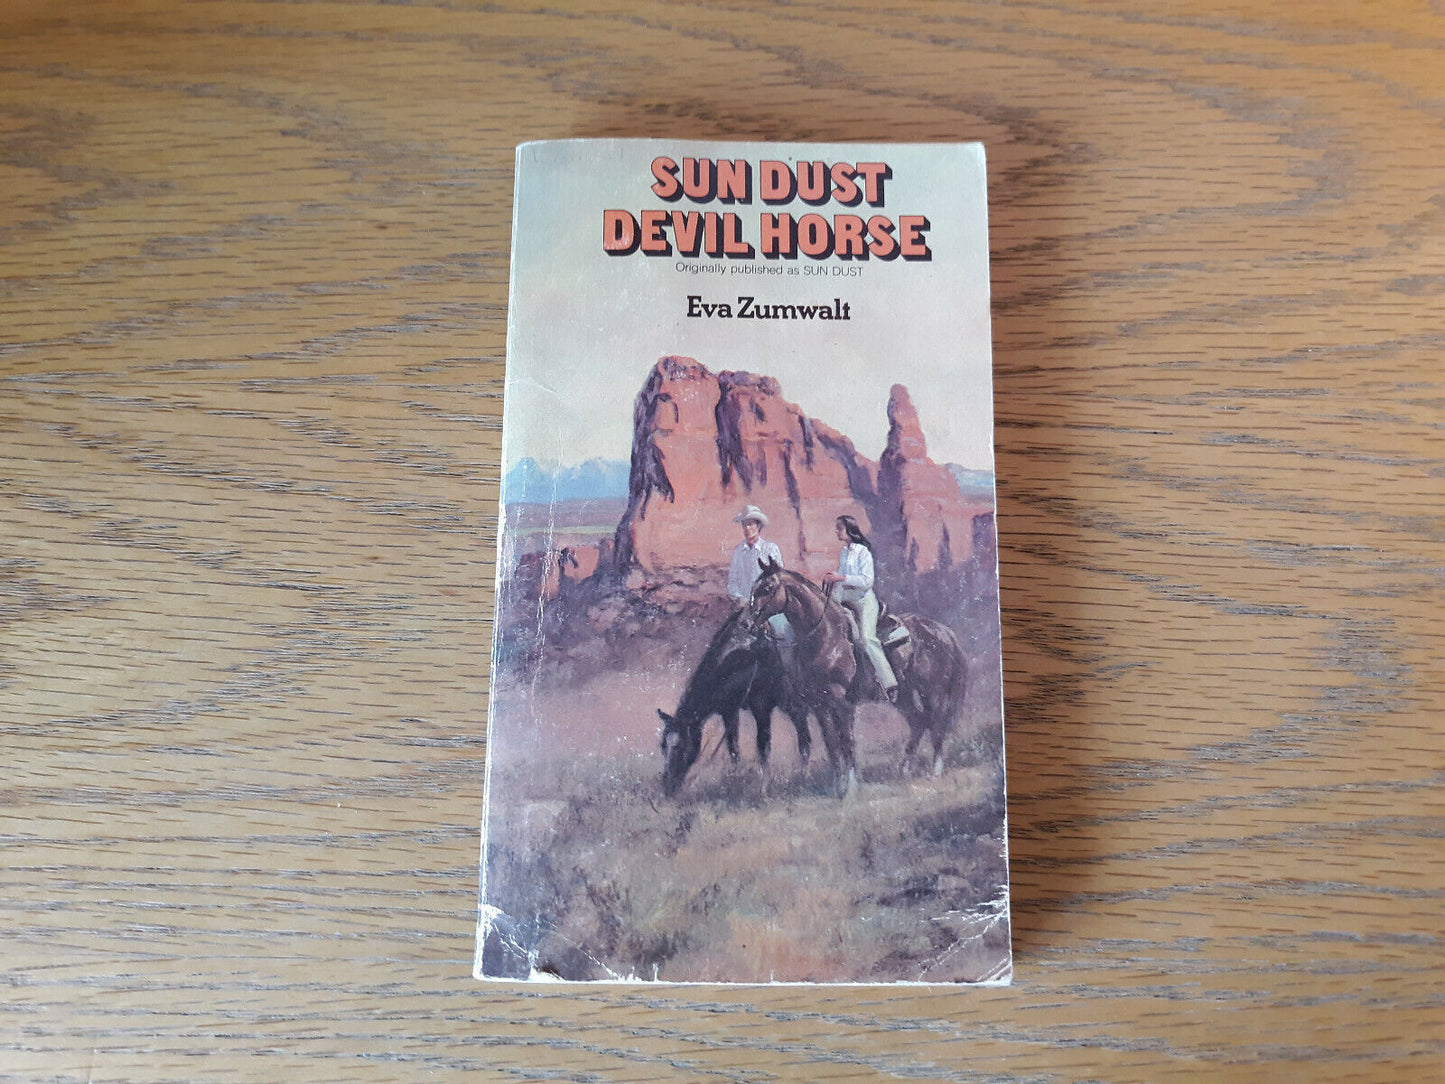 SUN DUST
DEVIL HORSE
Originally published as SUN DUST
Eva Zumwalt